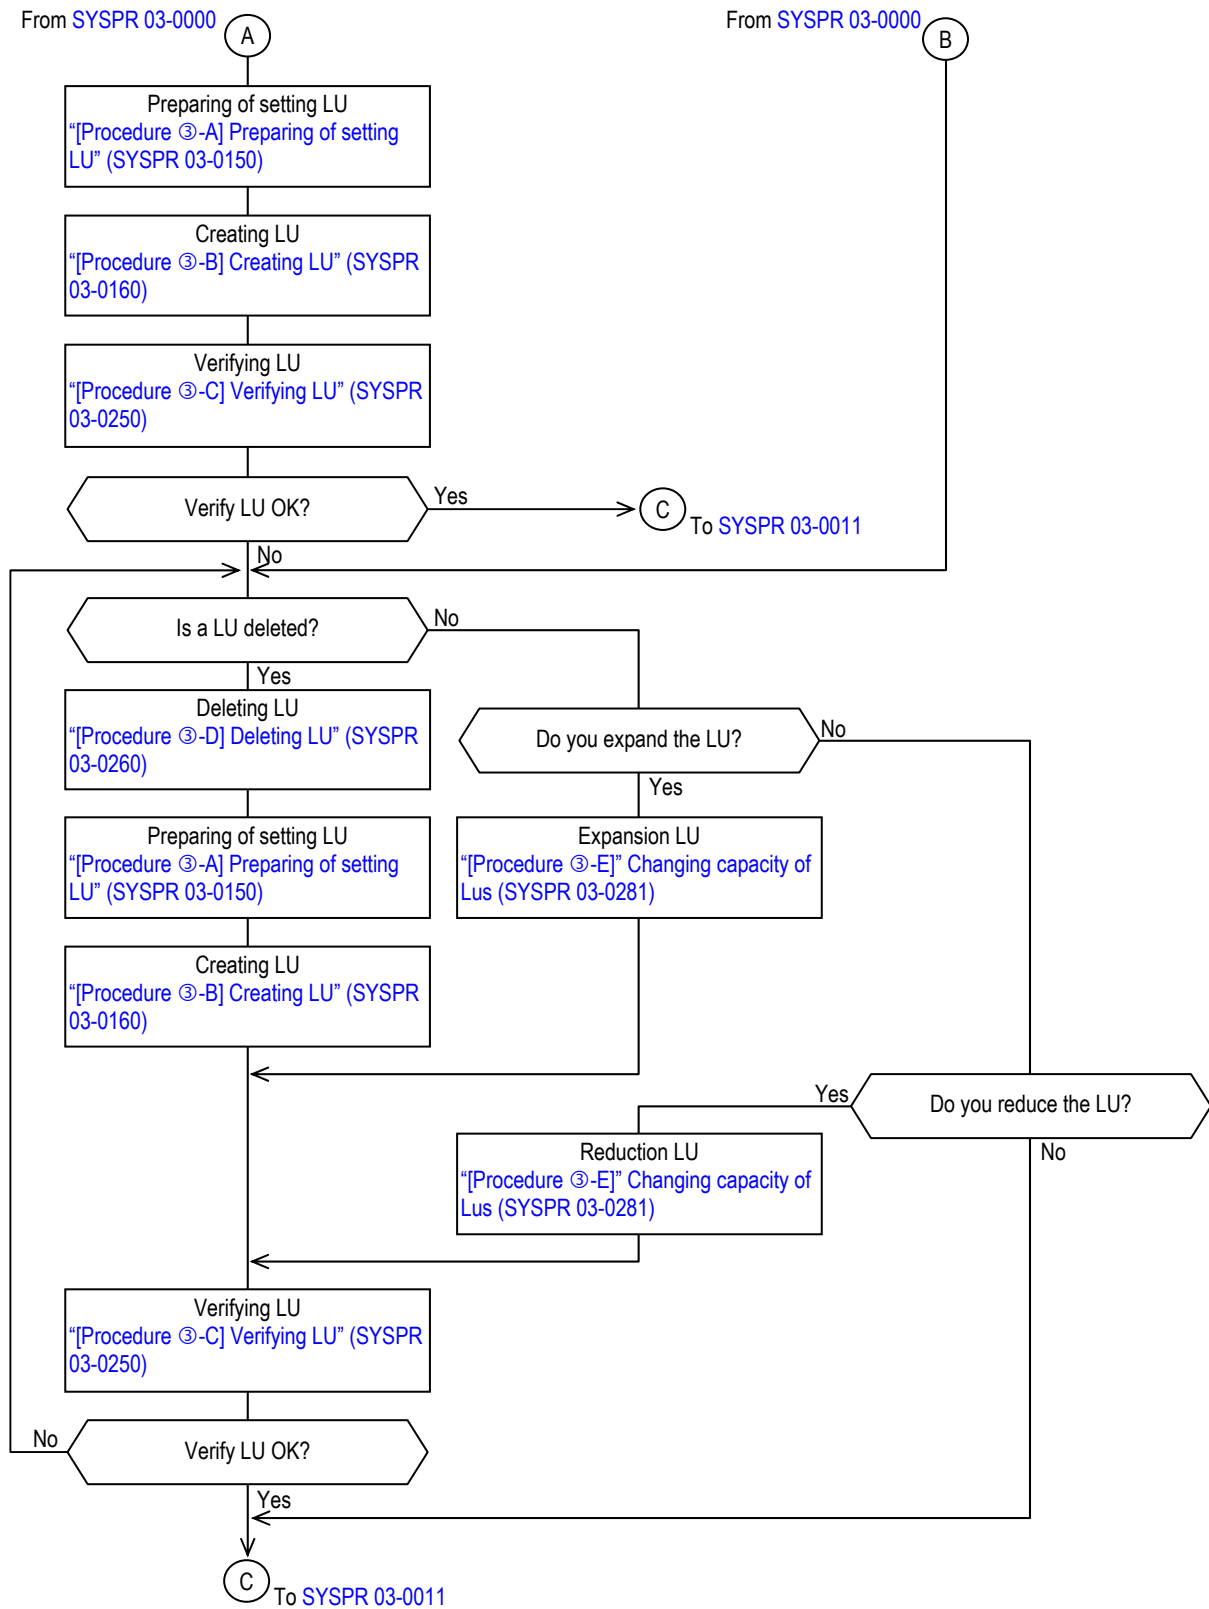 From SYSPR 03-0000
A
From SYSPR 03-0000
B
Preparing of setting LU
“[Procedure ③-A] Preparing of setting
LU” (SYSPR 03-0150)
Creating LU
“[Procedure ③-B] Creating LU” (SYSPR
03-0160)
Verifying LU
“[Procedure ③-C] Verifying LU” (SYSPR
03-0250)
Verify LU OK?
Yes
C
To SYSPR 03-0011
No
Is a LU deleted?
No
Yes
Deleting LU
“[Procedure ③-D] Deleting LU” (SYSPR
03-0260)
Do you expand the LU?
No
Yes
Preparing of setting LU
“[Procedure ③-A] Preparing of setting
LU” (SYSPR 03-0150)
Expansion LU
“[Procedure ③-E]” Changing capacity of
Lus (SYSPR 03-0281)
Creating LU
“[Procedure ③-B] Creating LU” (SYSPR
03-0160)
Yes
Do you reduce the LU?
No
Reduction LU
“[Procedure ③-E]” Changing capacity of
Lus (SYSPR 03-0281)
Verifying LU
“[Procedure ③-C] Verifying LU” (SYSPR
03-0250)
No
Verify LU OK?
Yes
C
To SYSPR 03-0011